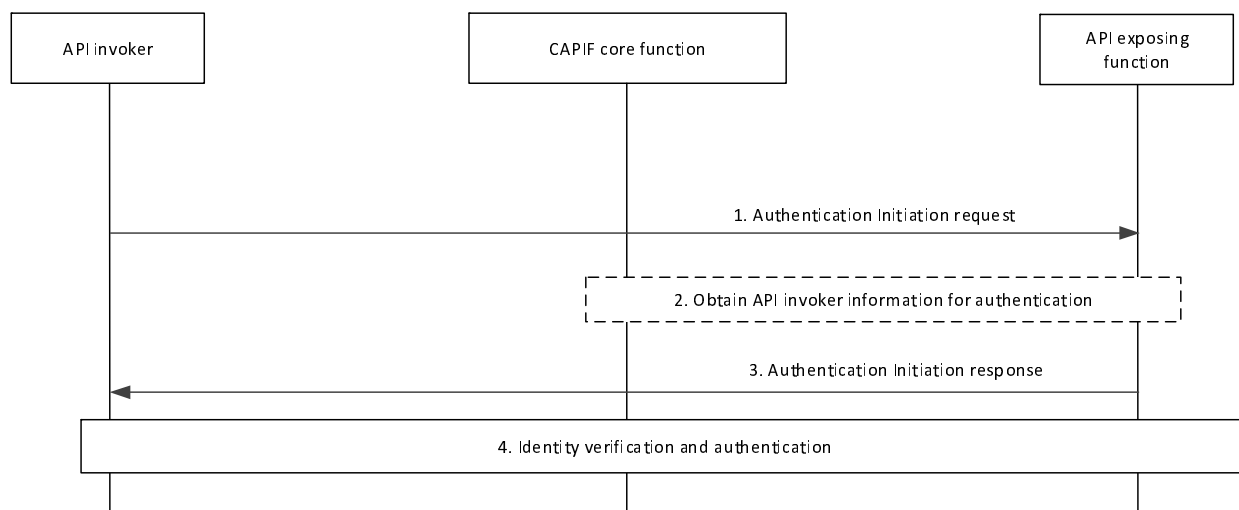 API invoker
CAPIF core function
API exposing
function
1. Authentication Initiation request
2. Obtain API invoker information for authentication
3. Authentication Initiation response
4. Identity verification and authentication